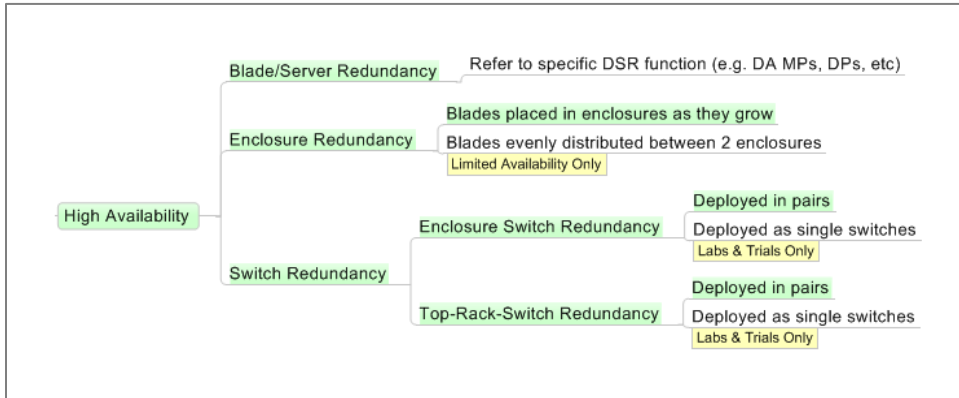 Blade/Server Redundancy
Refer to specific DSR function (e.g. DA MPs, DPs, etc)
Enclosure Redundancy
Blades placed in enclosures as they grow
Blades evenly distributed between 2 enclosures
Limited Availability Only
High Availability
Switch Redundancy
Enclosure Switch Redundancy
Deployed in pairs
Deployed as single switches
Labs & Trials Only
Top-Rack-Switch Redundancy
Deployed in pairs
Deployed as single switches
Labs & Trials Only